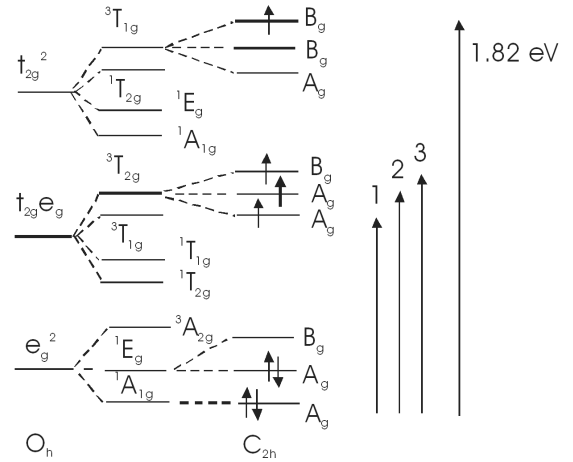 ³T₁g
Bg
1.82 eV
t₂g²
Bg
¹T₂g
Ag
¹Eg
¹A₁g
³T₂g
Bg
1 2 3
t₂geg
Ag
Ag
³T₁g
¹T₁g
¹T₂g
³A₂g
eg²
¹Eg
Bg
¹A₁g
Ag
Ag
Oh
C₂h